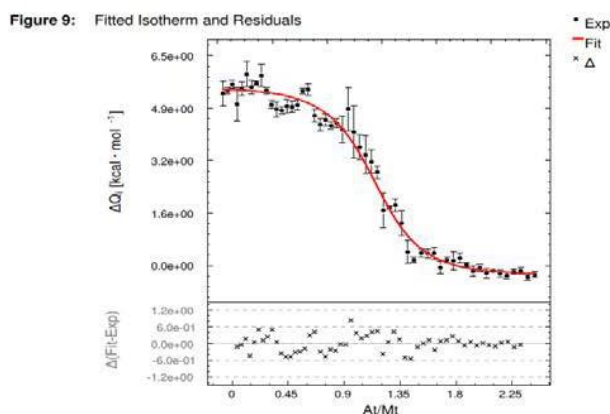 Figure 9: Fitted Isotherm and Residuals
Exp
Fit
Δ
6.5e+00
4.9e+00
3.2e+00
1.6e+00
0.0e+00
ΔQi [kcal · mol -1]
1.2e+00
6.0e-01
0.0e+00
-6.0e-01
-1.2e+00
Δ(Fit-Exp)
0 0.45 0.9 1.35 1.8 2.25
At/Mt